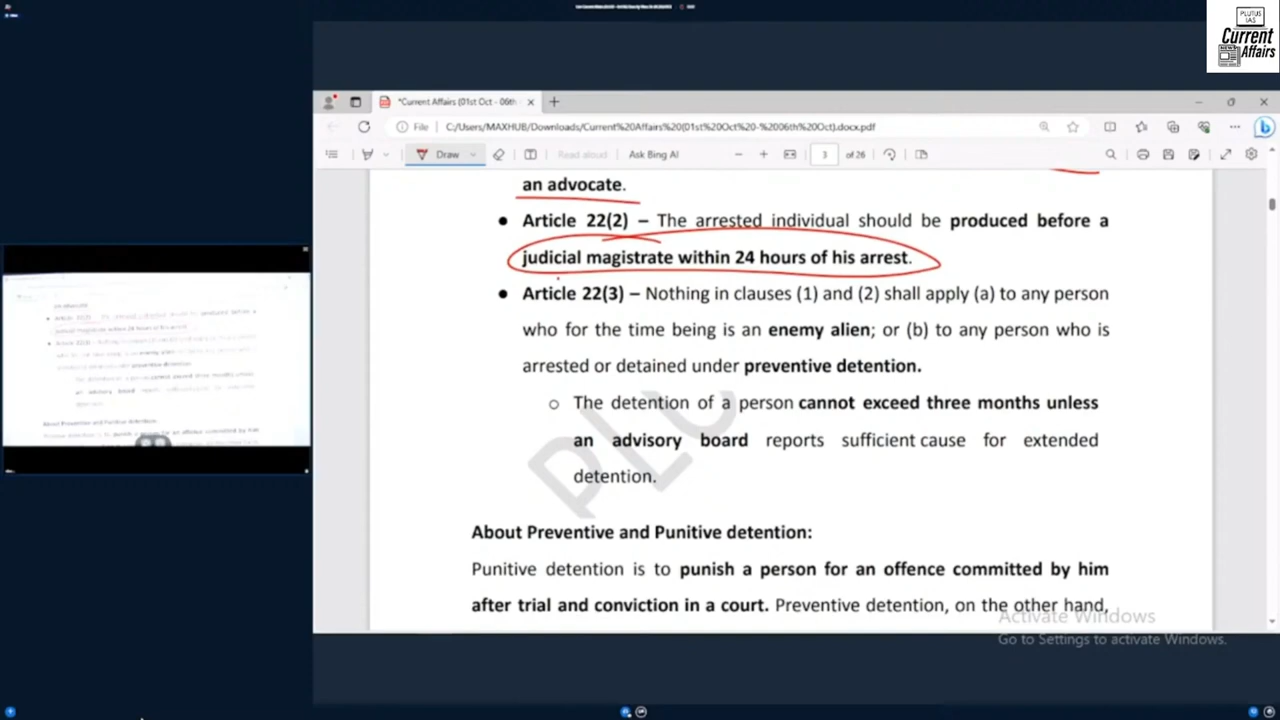 PLUTUS
IAS
Current
NEWS
Affairs
*Current Affairs (01st Oct - 06th
File C:/Users/MAXHUB/Downloads/Current%20Affairs(01st%20Oct%20-%2006th%20Oct).docx.pdf
Draw Read aloud Ask Bing AI 3 of 26
an advocate.
● Article 22(2) – The arrested individual should be produced before a
judicial magistrate within 24 hours of his arrest.
● Article 22(3) – Nothing in clauses (1) and (2) shall apply (a) to any person
who for the time being is an enemy alien; or (b) to any person who is
arrested or detained under preventive detention.
o The detention of a person cannot exceed three months unless
an advisory board reports sufficient cause for extended
detention.
About Preventive and Punitive detention:
Punitive detention is to punish a person for an offence committed by him
after trial and conviction in a court. Preventive detention, on the other hand,
Activate Windows
Go to Settings to activate Windows.